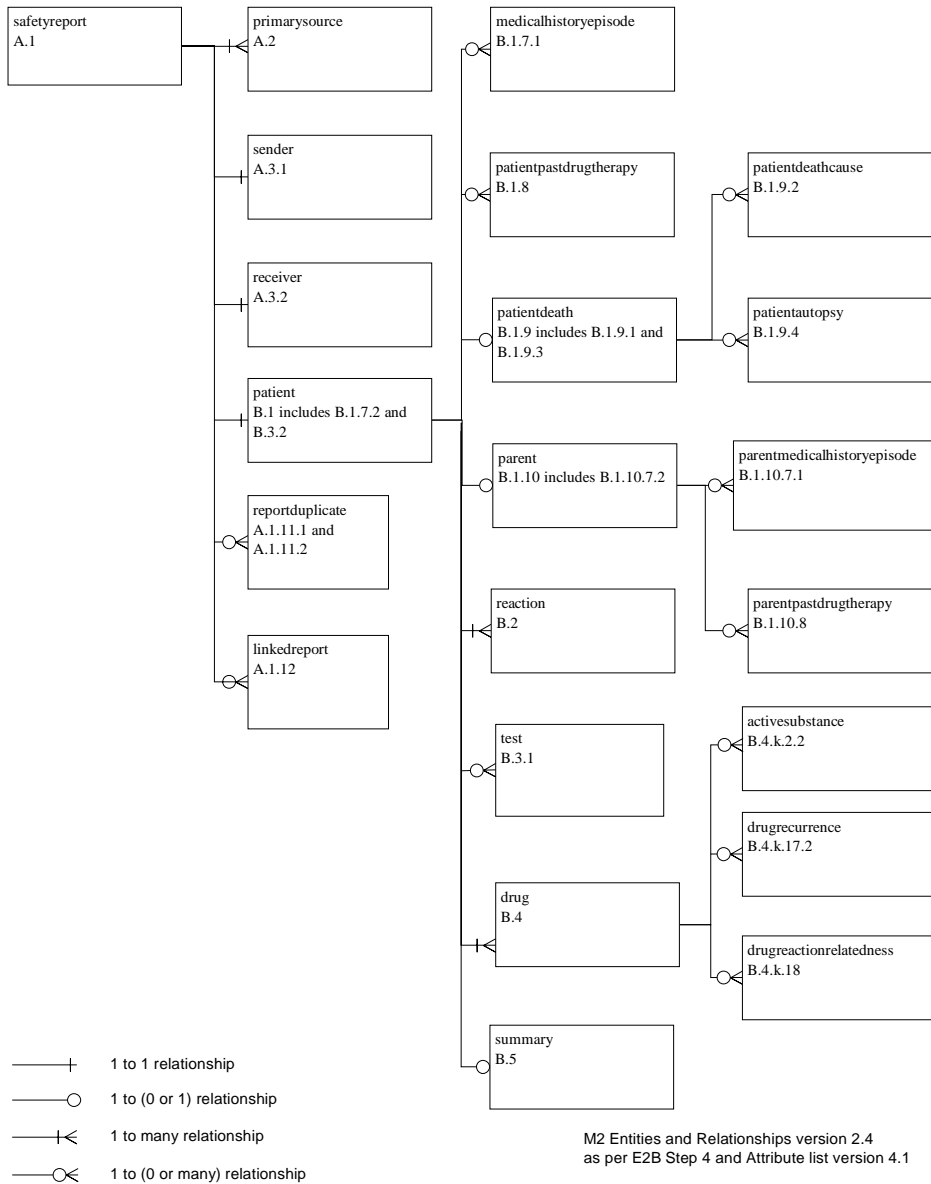 safetyreport
A.1
primarysource
A.2
sender
A.3.1
receiver
A.3.2
patient
B.1 includes B.1.7.2 and
B.3.2
reportduplicate
A.1.11.1 and
A.1.11.2
linkedreport
A.1.12
medicalhistoryepisode
B.1.7.1
patientpastdrugtherapy
B.1.8
patientdeath
B.1.9 includes B.1.9.1 and
B.1.9.3
parent
B.1.10 includes B.1.10.7.2
reaction
B.2
test
B.3.1
drug
B.4
summary
B.5
patientdeathcause
B.1.9.2
patientautopsy
B.1.9.4
parentmedicalhistoryepisode
B.1.10.7.1
parentpastdrugtherapy
B.1.10.8
activesubstance
B.4.k.2.2
drugrecurrence
B.4.k.17.2
drugreactionrelatedness
B.4.k.18
1 to 1 relationship
1 to (0 or 1) relationship
1 to many relationship
1 to (0 or many) relationship
M2 Entities and Relationships version 2.4
as per E2B Step 4 and Attribute list version 4.1